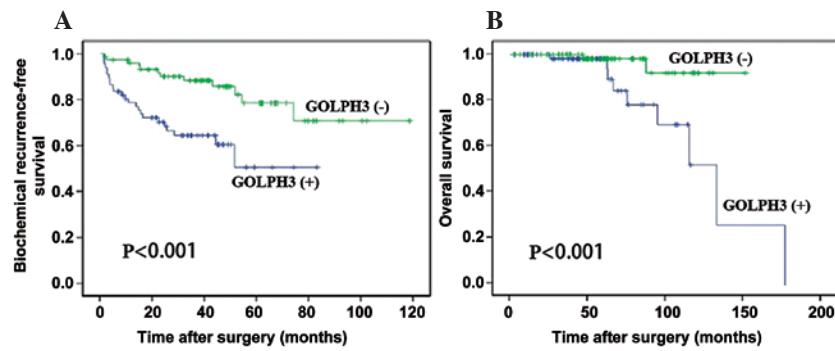 A
Biochemical recurrence-free
survival
1.0
0.8
0.6
0.4
0.2
0.0
GOLPH3 (-)
GOLPH3 (+)
P<0.001
0 20 40 60 80 100 120
Time after surgery (months)
B
Overall survival
1.0
0.8
0.6
0.4
0.2
0.0
GOLPH3 (-)
GOLPH3 (+)
P<0.001
0 50 100 150 200
Time after surgery (months)